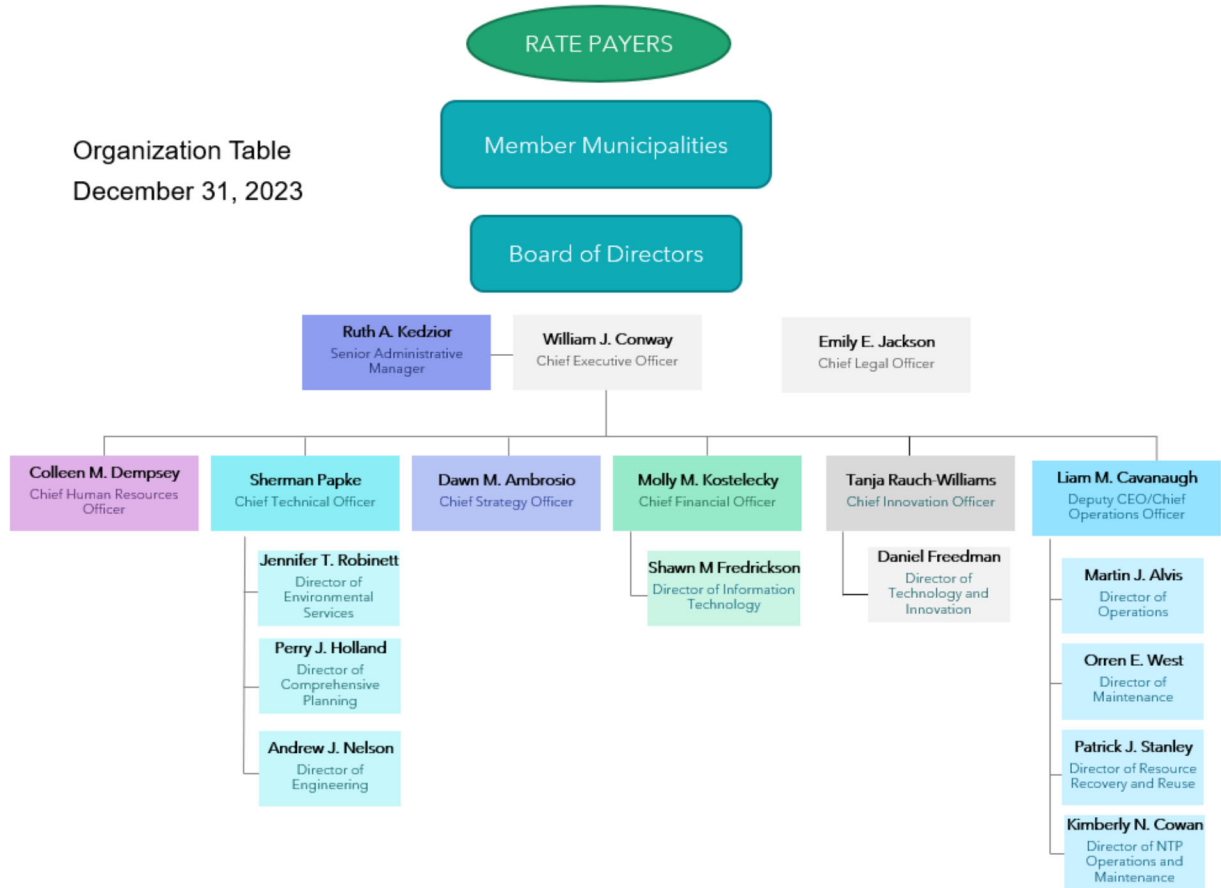 RATE PAYERS
Member Municipalities
Organization Table
December 31, 2023
Board of Directors
Ruth A. Kedzior
Senior Administrative
Manager
William J. Conway
Chief Executive Officer
Emily E. Jackson
Chief Legal Officer
Colleen M. Dempsey
Chief Human Resources
Officer
Sherman Papke
Chief Technical Officer
Dawn M. Ambrosio
Chief Strategy Officer
Molly M. Kostelecky
Chief Financial Officer
Tanja Rauch-Williams
Chief Innovation Officer
Liam M. Cavanaugh
Deputy CEO/Chief
Operations Officer
Jennifer T. Robinett
Director of
Environmental
Services
Perry J. Holland
Director of
Comprehensive
Planning
Andrew J. Nelson
Director of
Engineering
Shawn M Fredrickson
Director of Information
Technology
Daniel Freedman
Director of
Technology and
Innovation
Martin J. Alvis
Director of
Operations
Orren E. West
Director of
Maintenance
Patrick J. Stanley
Director of Resource
Recovery and Reuse
Kimberly N. Cowan
Director of NTP
Operations and
Maintenance